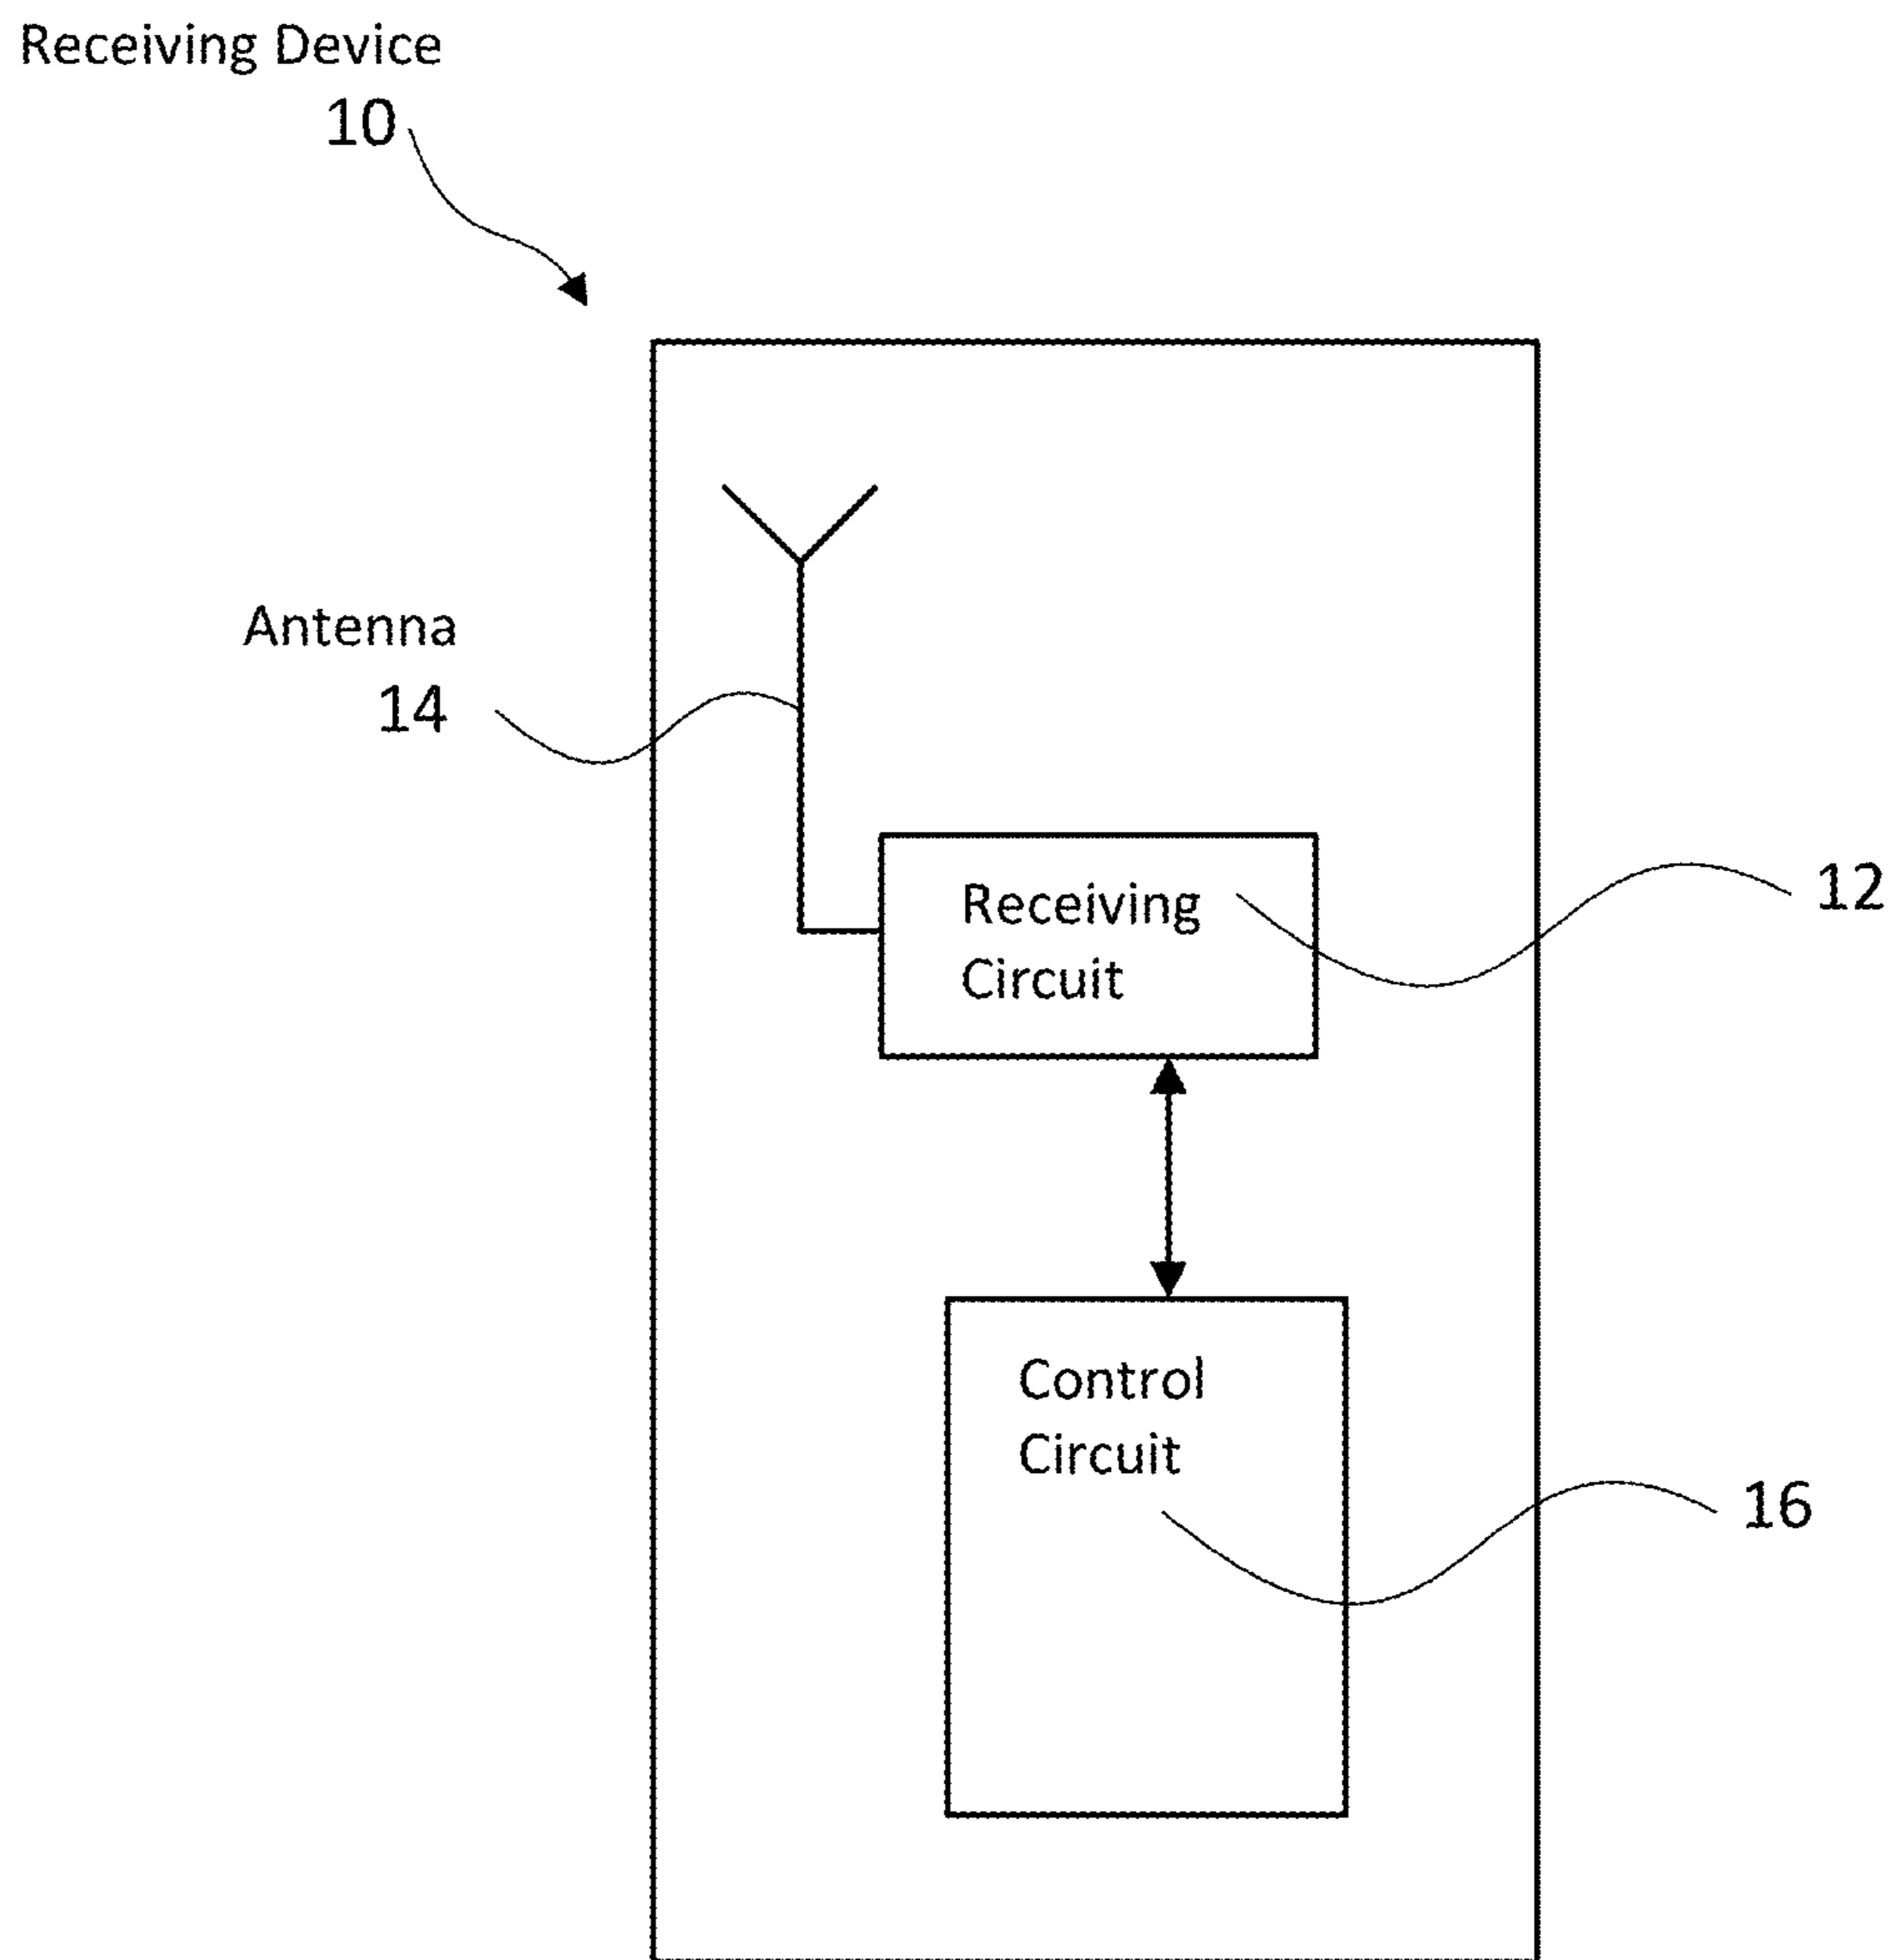 Receiving Device
10
Antenna
14
Receiving
Circuit
12
Control
Circuit
16